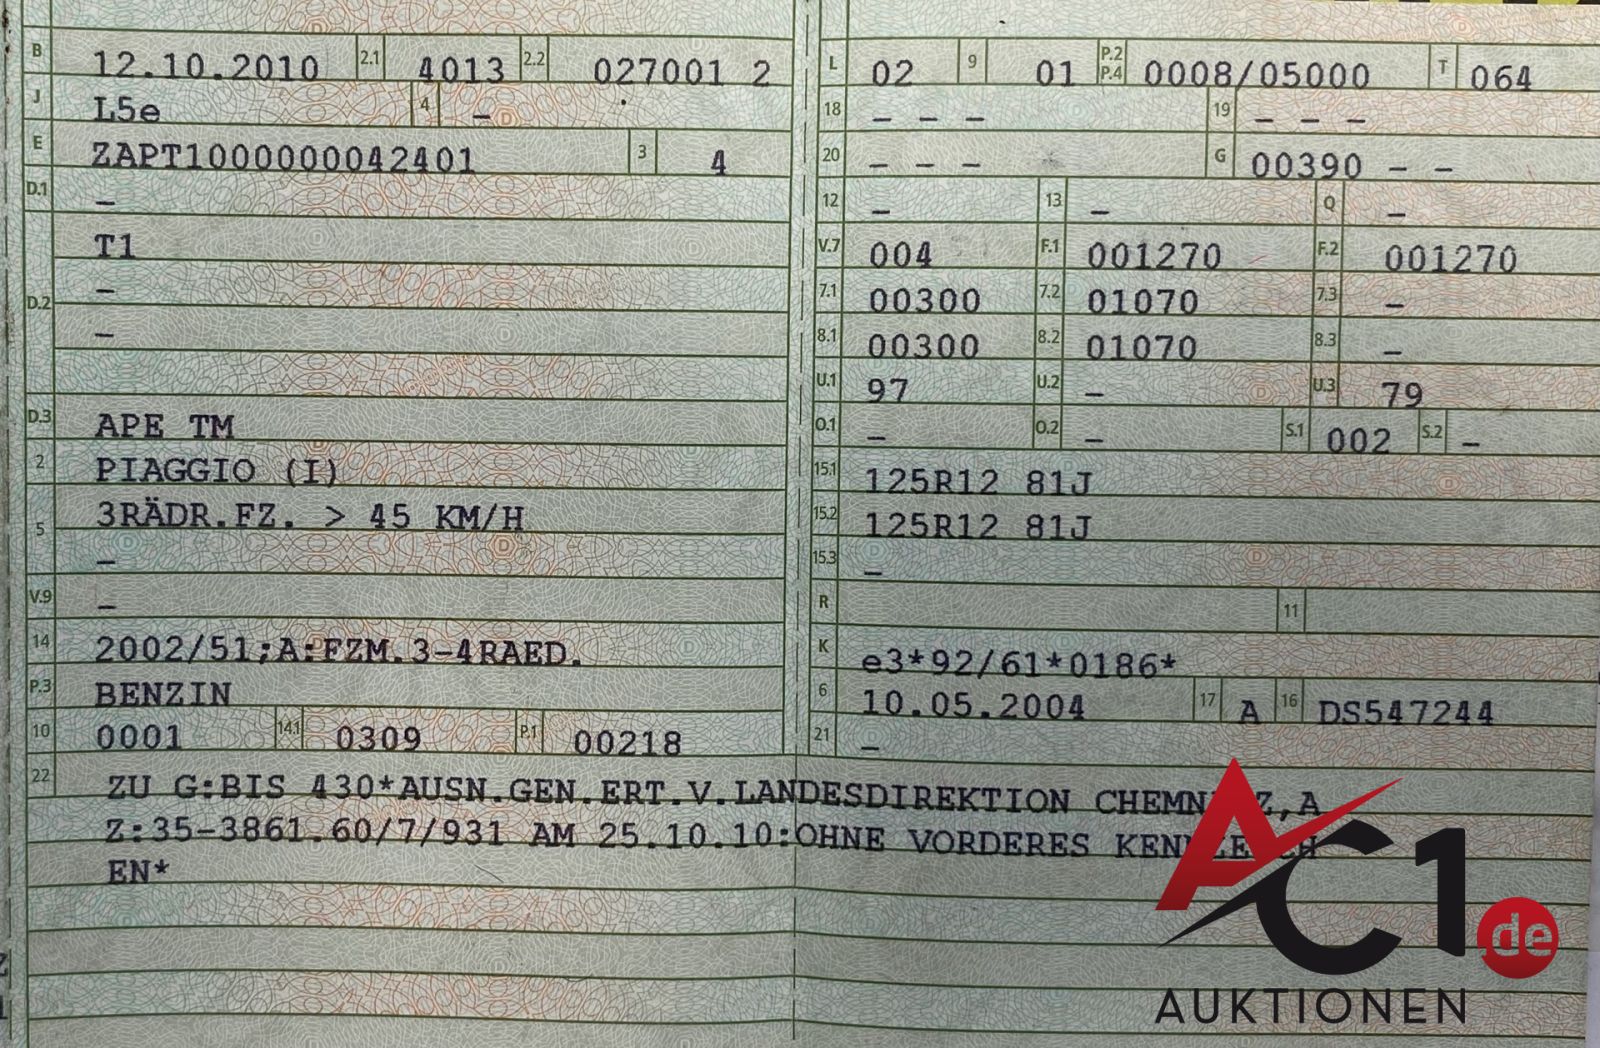 B 12.10.2010 2.1 4013 2.2 027001 2
J L5e 4 –
E ZAPT1000000042401 3 4
D.1 –
T1
D.2 –
–
D.3 APE TM
2 PIAGGIO (I)
5 3RÄDR.FZ. > 45 KM/H
–
V.9 –
14 2002/51;A:FZM.3-4RAED.
P.3 BENZIN
10 0001 14.1 0309 P.1 00218
L 02 9 01 P.2 P.4 0008/05000 T 064
18 – – – 19 – – –
20 – – – G 00390 – –
12 – 13 – Q –
V.7 004 F.1 001270 F.2 001270
7.1 00300 7.2 01070 7.3 –
8.1 00300 8.2 01070 8.3 –
U.1 97 U.2 – U.3 79
O.1 – O.2 – S.1 002 S.2 –
15.1 125R12 81J
15.2 125R12 81J
15.3 –
R 11
K e3*92/61*0186*
6 10.05.2004 17 A 16 DS547244
21 –
22 ZU G:BIS 430*AUSN.GEN.ERT.V.LANDESDIREKTION ,A
Z:35-3861.60/7/931 AM 25.10.10:OHNE VORDERES
EN*
AC1.de
AUKTIONEN